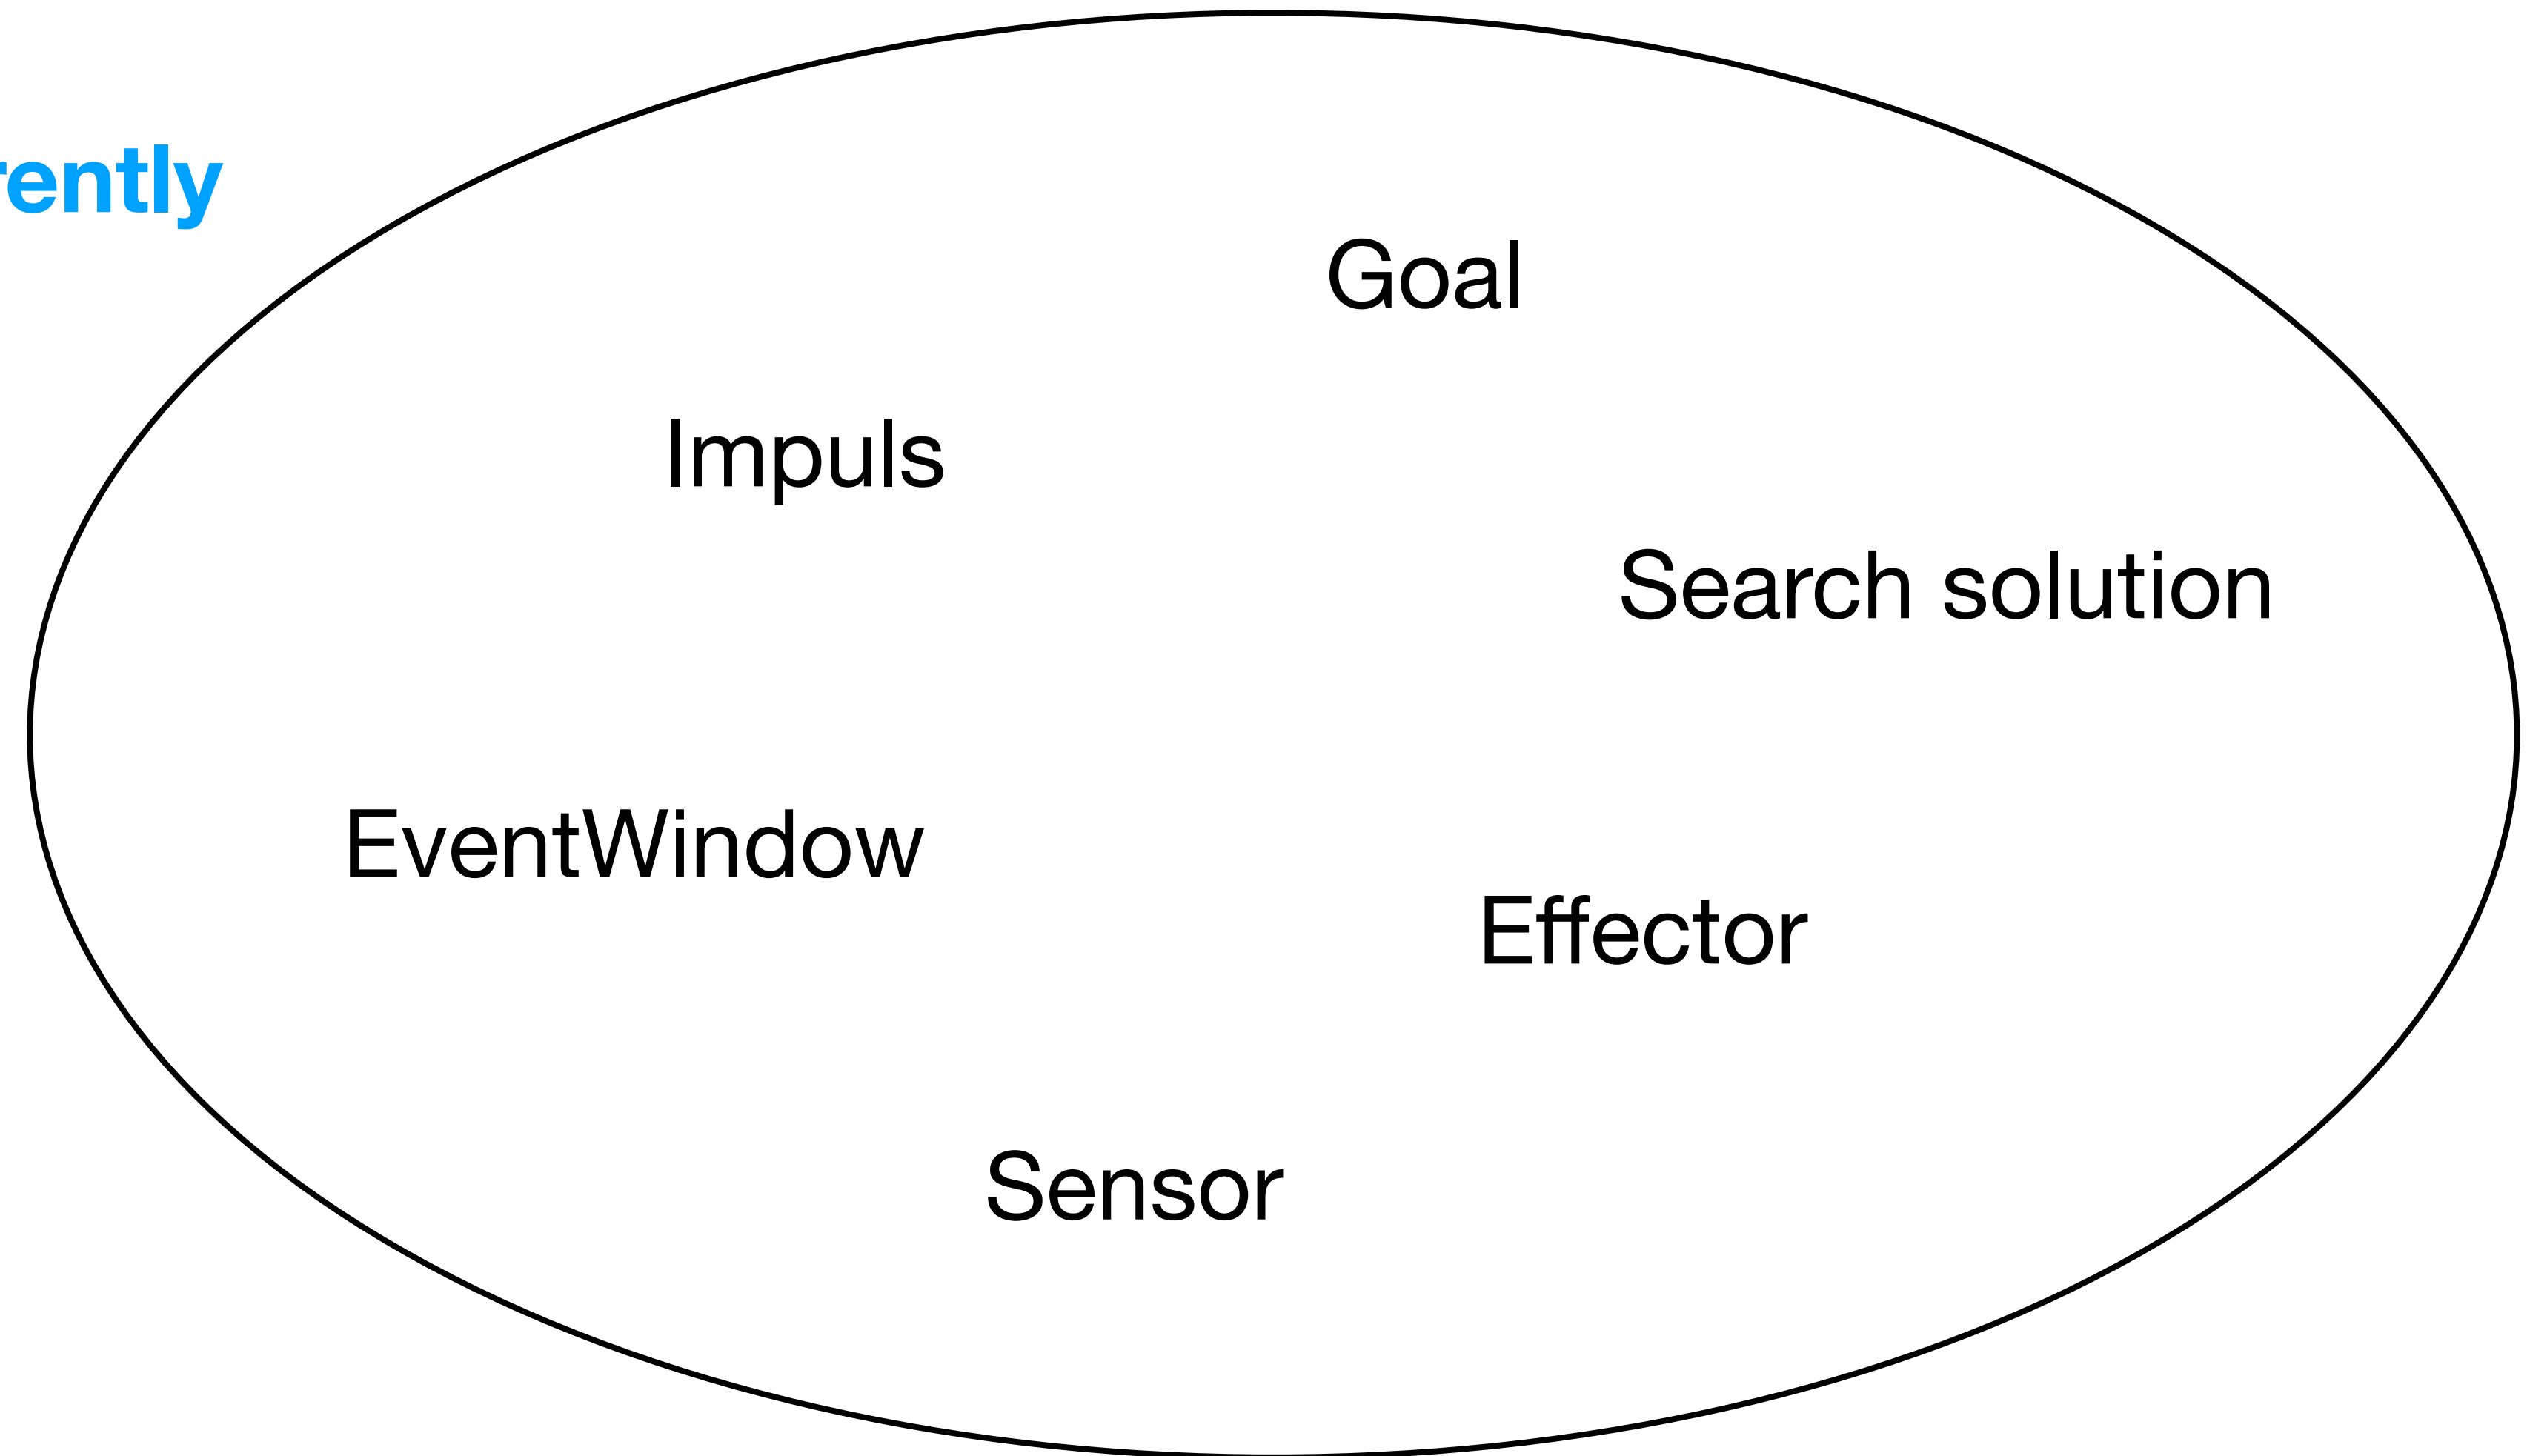 rently
Goal
Impuls
Search solution
EventWindow
Effector
Sensor